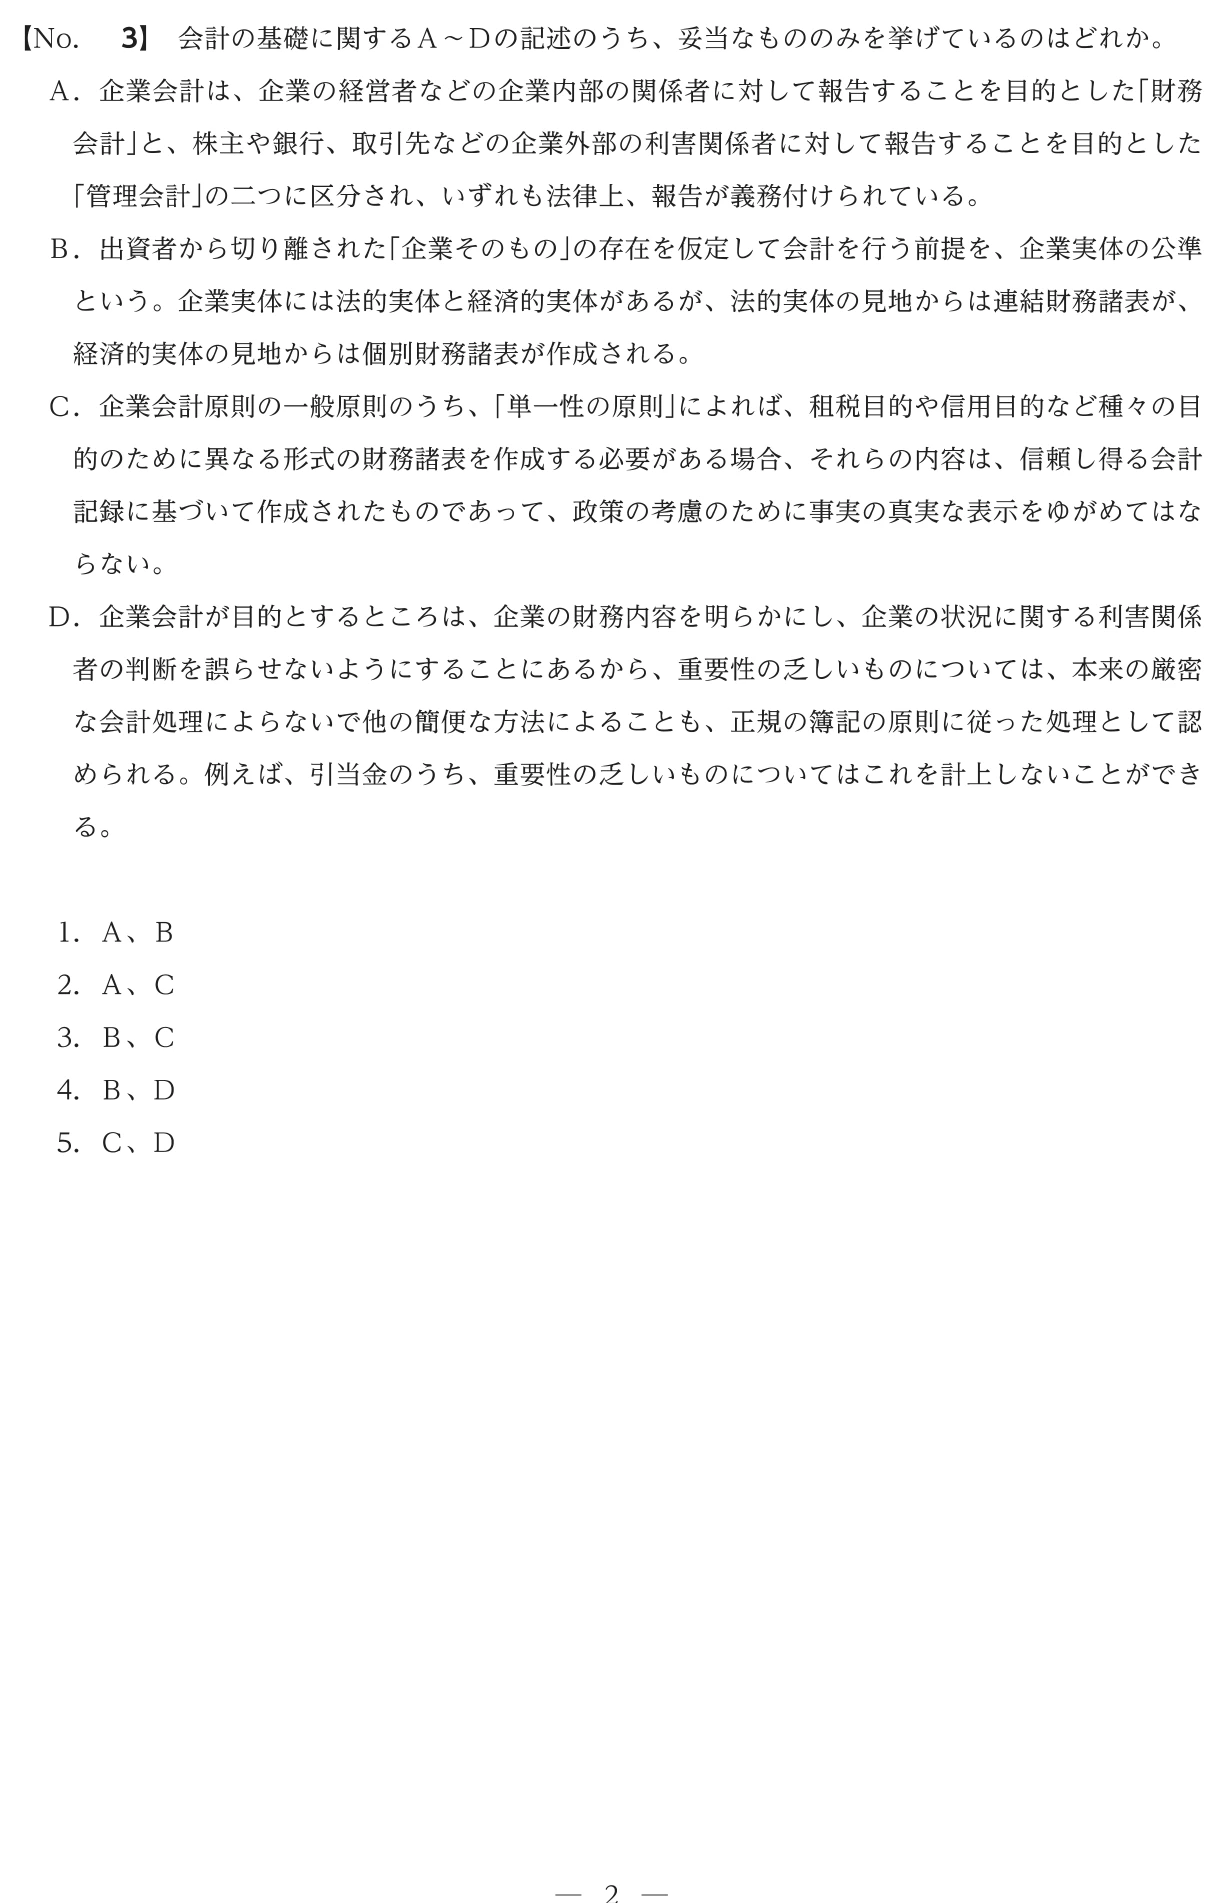 【No. 3】 会計の基礎に関するA～Dの記述のうち、妥当なもののみを挙げているのはどれか。
A．企業会計は、企業の経営者などの企業内部の関係者に対して報告することを目的とした「財務
会計」と、株主や銀行、取引先などの企業外部の利害関係者に対して報告することを目的とした
「管理会計」の二つに区分され、いずれも法律上、報告が義務付けられている。
B．出資者から切り離された「企業そのもの」の存在を仮定して会計を行う前提を、企業実体の公準
という。企業実体には法的実体と経済的実体があるが、法的実体の見地からは連結財務諸表が、
経済的実体の見地からは個別財務諸表が作成される。
C．企業会計原則の一般原則のうち、「単一性の原則」によれば、租税目的や信用目的など種々の目
的のために異なる形式の財務諸表を作成する必要がある場合、それらの内容は、信頼し得る会計
記録に基づいて作成されたものであって、政策の考慮のために事実の真実な表示をゆがめてはな
らない。
D．企業会計が目的とするところは、企業の財務内容を明らかにし、企業の状況に関する利害関係
者の判断を誤らせないようにすることにあるから、重要性の乏しいものについては、本来の厳密
な会計処理によらないで他の簡便な方法によることも、正規の簿記の原則に従った処理として認
められる。例えば、引当金のうち、重要性の乏しいものについてはこれを計上しないことができ
る。
1．A、B
2．A、C
3．B、C
4．B、D
5．C、D
― 2 ―